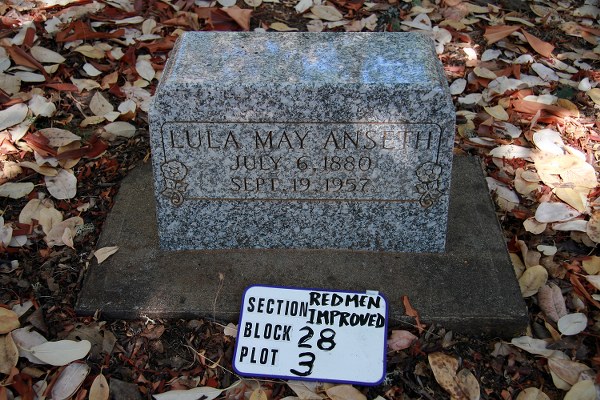 LULA MAY ANSETH
JULY 6, 1880
SEPT. 19, 1957
SECTION REDMEN
IMPROVED
BLOCK 28
PLOT 3